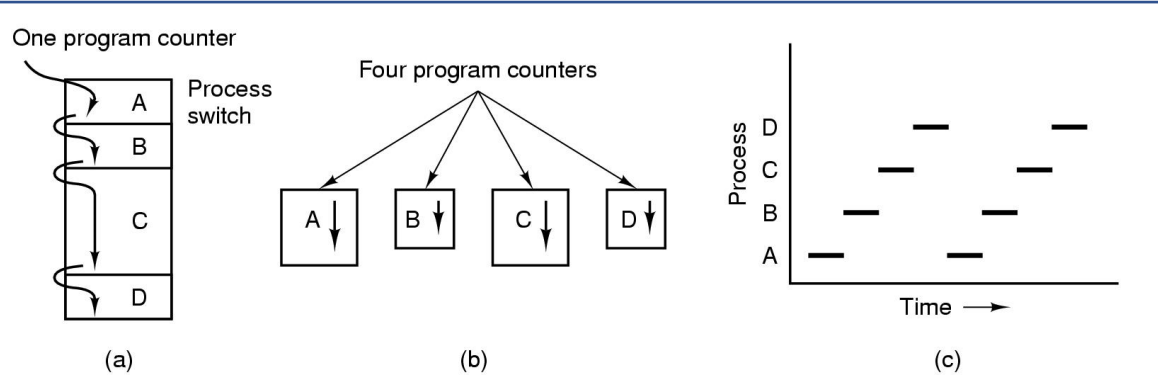 One program counter
A
Process
switch
B
C
D
(a)
Four program counters
A
B
C
D
(b)
Process
D
C
B
A
Time
(c)